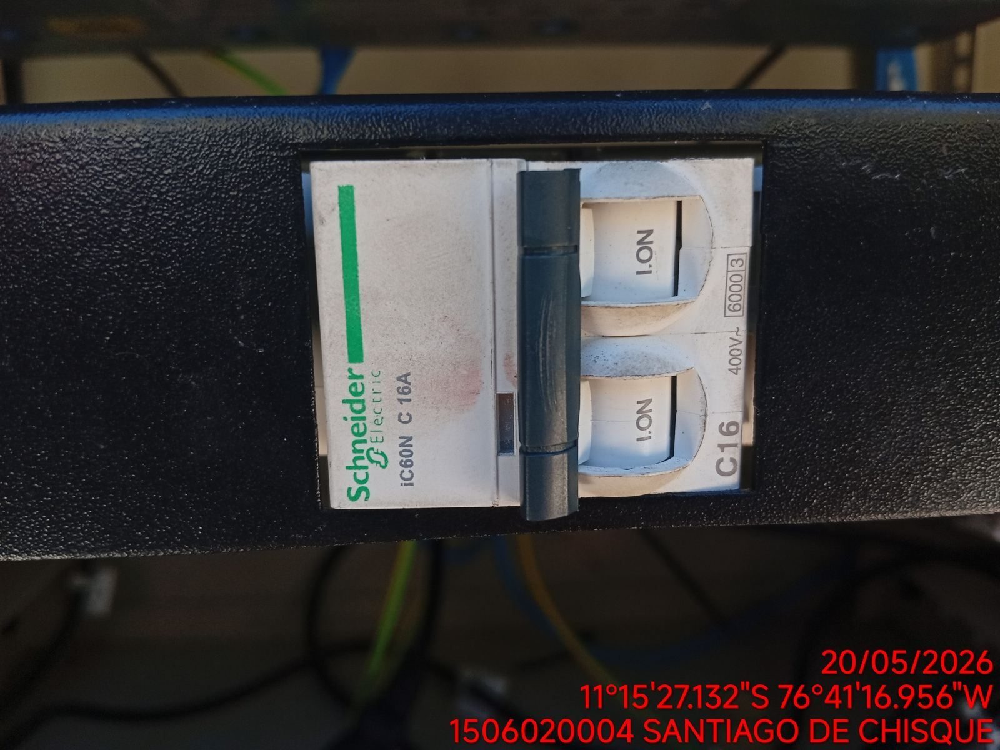 Schneider
Electric
iC60N C 16A
I.ON
I.ON
400V~ 6000 3
C16
20/05/2026
11°15'27.132"S 76°41'16.956"W
1506020004 SANTIAGO DE CHISQUE